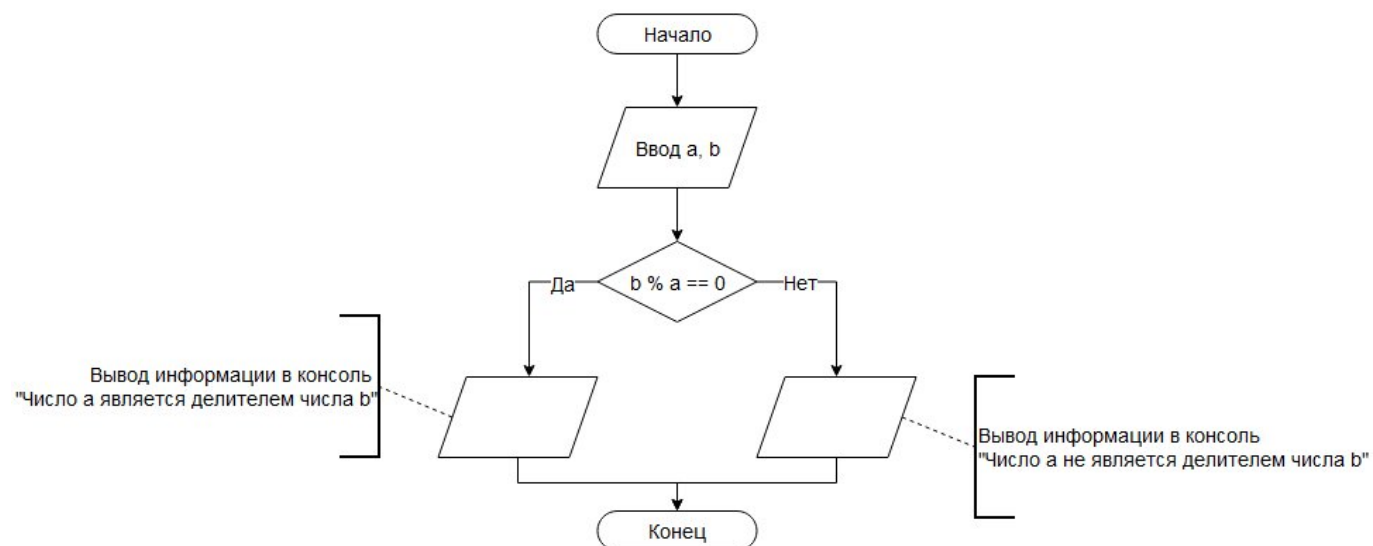 Начало
Ввод a, b
b % a == 0
Да
Нет
Вывод информации в консоль
"Число a является делителем числа b"
Вывод информации в консоль
"Число a не является делителем числа b"
Конец